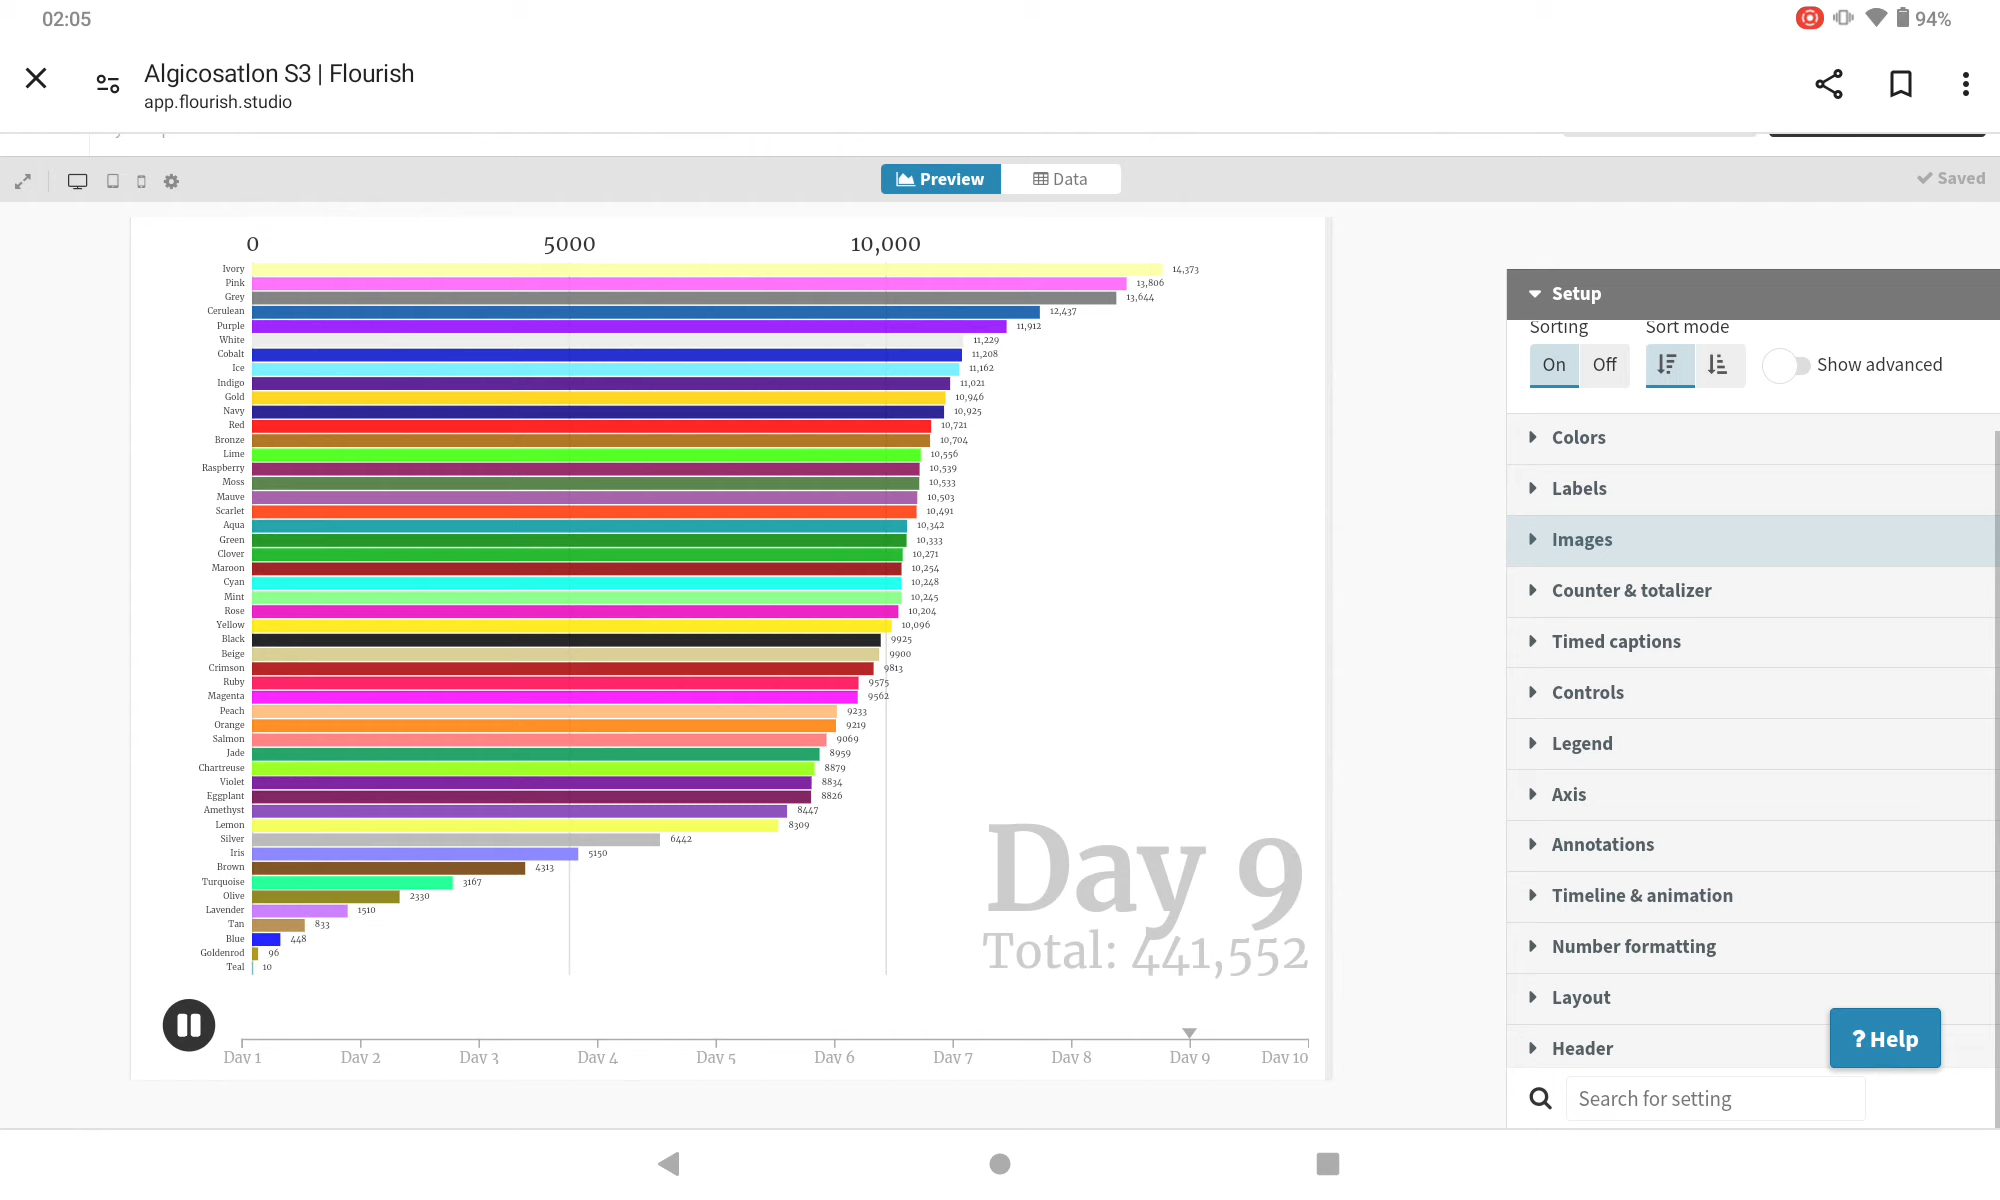 02:05
94%
Algicosatlon S3 | Flourish
app.flourish.studio
Preview
Data
Saved
0 5000 10,000
Ivory 14,373
Pink 13,806
Grey 13,644
Cerulean 12,437
Purple 11,912
White 11,229
Cobalt 11,208
Ice 11,162
Indigo 11,021
Gold 10,946
Navy 10,925
Red 10,721
Bronze 10,704
Lime 10,556
Raspberry 10,539
Moss 10,533
Mauve 10,503
Scarlet 10,491
Aqua 10,342
Green 10,333
Clover 10,271
Maroon 10,254
Cyan 10,248
Mint 10,245
Rose 10,204
Yellow 10,096
Black 9925
Beige 9900
Crimson 9813
Ruby 9575
Magenta 9562
Peach 9233
Orange 9219
Salmon 9069
Jade 8959
Chartreuse 8879
Violet 8834
Eggplant 8826
Amethyst 8447
Lemon 8309
Silver 6442
Iris 5150
Brown 4313
Turquoise 3167
Olive 2330
Lavender 1510
Tan 833
Blue 448
Goldenrod 96
Teal 10
Day 9
Total: 441,552
Day 1 Day 2 Day 3 Day 4 Day 5 Day 6 Day 7 Day 8 Day 9 Day 10
Setup
Sorting Sort mode
On Off Show advanced
Colors
Labels
Images
Counter & totalizer
Timed captions
Controls
Legend
Axis
Annotations
Timeline & animation
Number formatting
Layout
Header
? Help
Search for setting